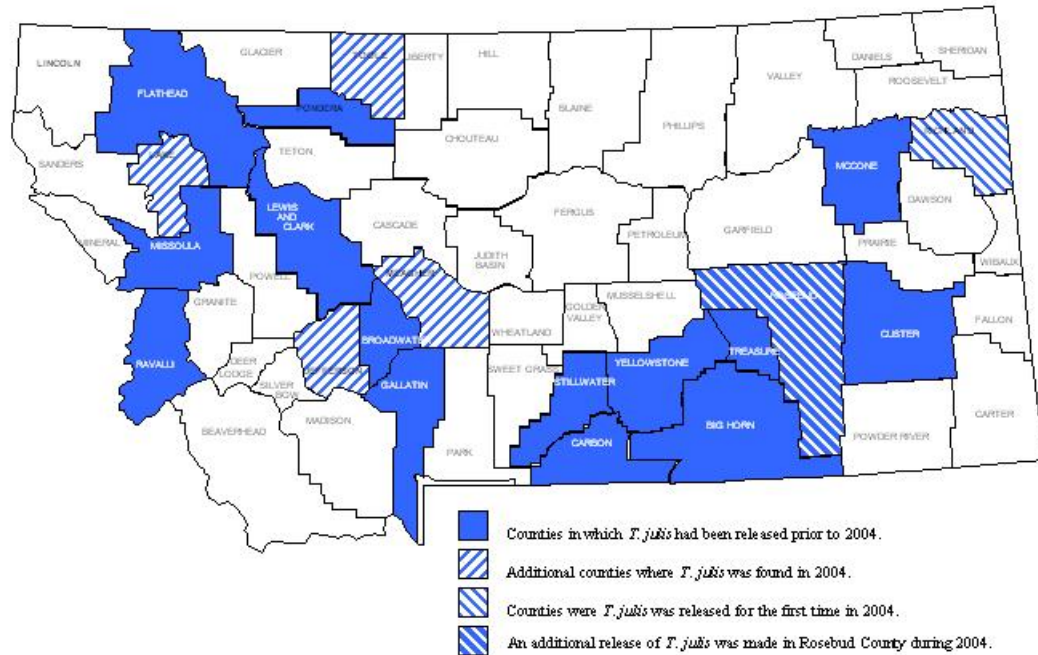 LINCOLN
FLATHEAD
GLACIER
TOOLE
LIBERTY
HILL
BLAINE
PHILLIPS
VALLEY
DANIELS
SHERIDAN
ROOSEVELT
PONDERA
RICHLAND
SANDERS
LAKE
TETON
CHOUTEAU
MCCONE
DAWSON
LEWIS
AND
CLARK
CASCADE
FERGUS
PETROLEUM
GARFIELD
MINERAL
MISSOULA
JUDITH
BASIN
PRAIRIE
WIBAUX
POWELL
MEAGHER
GRANITE
MUSSELSHELL
ROSEBUD
GOLDEN
VALLEY
FALLON
BROADWATER
WHEATLAND
CUSTER
RAVALLI
DEER
LODGE
JEFFERSON
SWEET GRASS
YELLOWSTONE
TREASURE
SILVER
BOW
GALLATIN
STILLWATER
MADISON
CARTER
BEAVERHEAD
BIG HORN
POWDER RIVER
PARK
CARBON
Counties in which T. julis had been released prior to 2004.
Additional counties where T. julis was found in 2004.
Counties were T. julis was released for the first time in 2004.
An additional release of T. julis was made in Rosebud County during 2004.